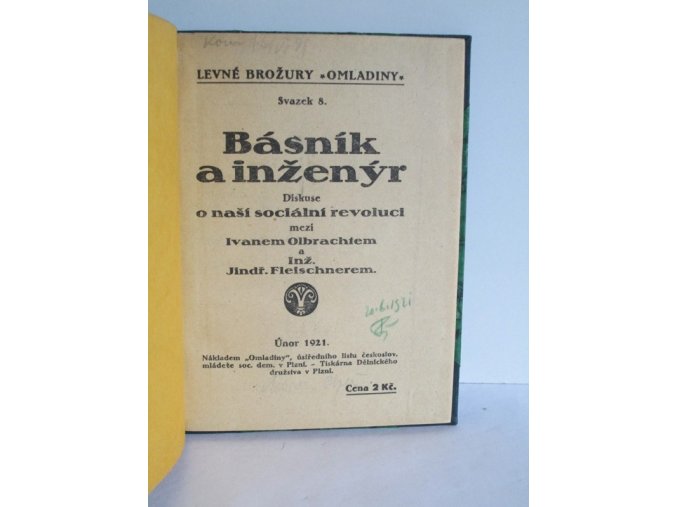 LEVNÉ BROŽURY *OMLADINY*
Svazek 8.
Básník
a inženýr
Diskuse
o naší sociální revoluci
mezi
Ivanem Olbrachtem
a
Inž.
Jindř. Fleischnerem.
Únor 1921.
Nákladem „Omladiny“, ústředního listu českoslov.
mládeže soc. dem. v Plzni. – Tiskárna Dělnického
družstva v Plzni.
Cena 2 Kč.